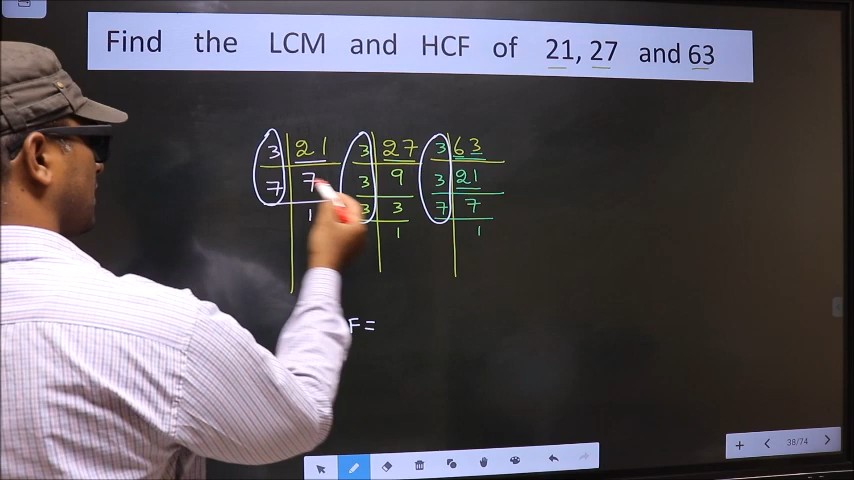 Find the LCM and HCF of 21, 27 and 63
3 21 3 27 3 63
7 7 3 9 3 21
1 3 3 7 7
1 1
F =
38/74